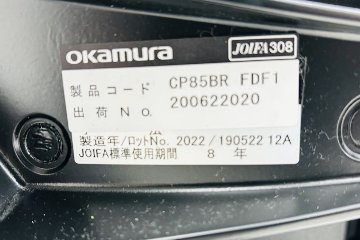 okamura JOIFA308
製品コード CP85BR FDF1
出荷No. 200622020
法
製造年/ロットNo. 2022/190522 12A
JOIFA標準使用期間 8年